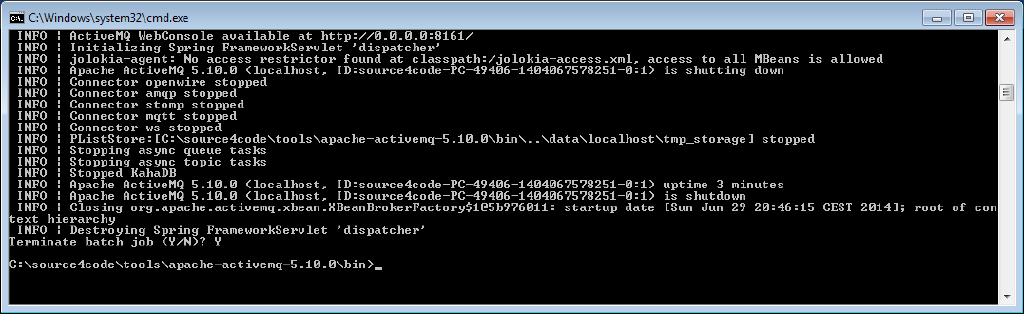 C:\Windows\system32\cmd.exe
INFO | ActiveMQ WebConsole available at http://0.0.0.0:8161/
INFO | Initializing Spring FrameworkServlet 'dispatcher'
INFO | jolokia-agent: No access restrictor found at classpath:/jolokia-access.xml, access to all MBeans is allowed
INFO | Apache ActiveMQ 5.10.0 (localhost, ID:source4code-PC-49406-1404067578251-0:1) is shutting down
INFO | Connector openwire stopped
INFO | Connector amqp stopped
INFO | Connector stomp stopped
INFO | Connector mqtt stopped
INFO | Connector ws stopped
INFO | PListStore:[C:\source4code\tools\apache-activemq-5.10.0\bin\..\data\localhost\tmp_storage] stopped
INFO | Stopping async queue tasks
INFO | Stopping async topic tasks
INFO | Stopped KahaDB
INFO | Apache ActiveMQ 5.10.0 (localhost, ID:source4code-PC-49406-1404067578251-0:1) uptime 3 minutes
INFO | Apache ActiveMQ 5.10.0 (localhost, ID:source4code-PC-49406-1404067578251-0:1) is shutdown
INFO | Closing org.apache.activemq.xbean.XBeanBrokerFactory$1@5b976011: startup date [Sun Jun 29 20:46:15 CEST 2014]; root of con
text hierarchy
INFO | Destroying Spring FrameworkServlet 'dispatcher'
Terminate batch job (Y/N)? Y
C:\source4code\tools\apache-activemq-5.10.0\bin>_